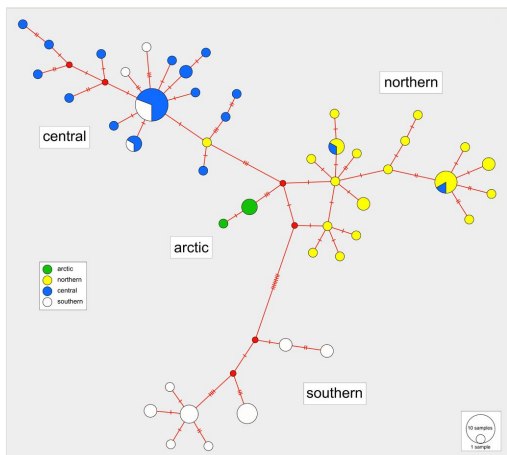 northern
central
arctic
arctic
northern
central
southern
southern
10 samples
1 sample